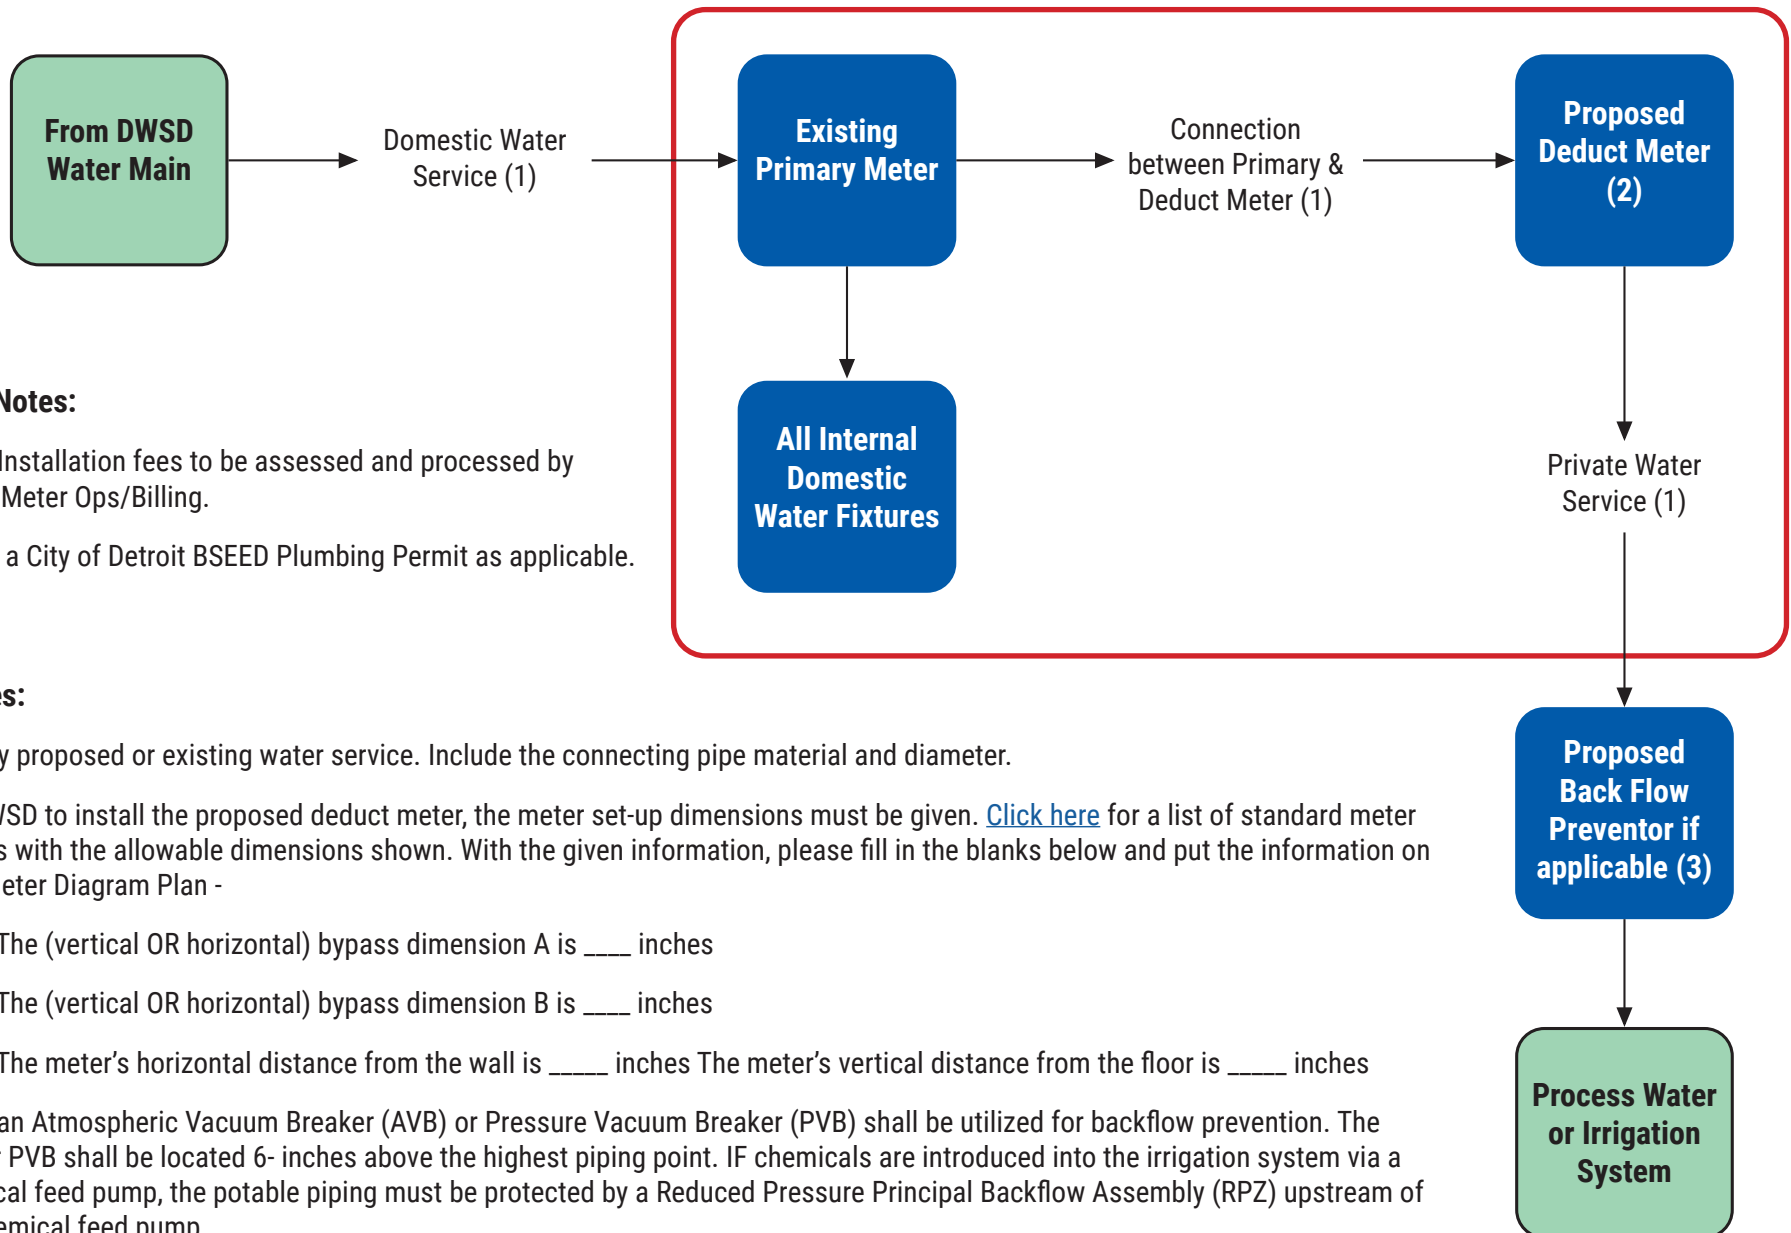 From DWSD
Water Main
Domestic Water
Service (1)
Existing
Primary Meter
Connection
between Primary &
Deduct Meter (1)
Proposed
Deduct Meter
(2)
All Internal
Domestic
Water Fixtures
Private Water
Service (1)
Proposed
Back Flow
Preventor if
applicable (3)
Process Water
or Irrigation
System
Notes:
Installation fees to be assessed and processed by
Meter Ops/Billing.
a City of Detroit BSEED Plumbing Permit as applicable.
es:
y proposed or existing water service. Include the connecting pipe material and diameter.
WSD to install the proposed deduct meter, the meter set-up dimensions must be given. Click here for a list of standard meter
s with the allowable dimensions shown. With the given information, please fill in the blanks below and put the information on
eter Diagram Plan -
The (vertical OR horizontal) bypass dimension A is ____ inches
The (vertical OR horizontal) bypass dimension B is ____ inches
The meter’s horizontal distance from the wall is _____ inches The meter’s vertical distance from the floor is _____ inches
an Atmospheric Vacuum Breaker (AVB) or Pressure Vacuum Breaker (PVB) shall be utilized for backflow prevention. The
r PVB shall be located 6- inches above the highest piping point. IF chemicals are introduced into the irrigation system via a
cal feed pump, the potable piping must be protected by a Reduced Pressure Principal Backflow Assembly (RPZ) upstream of
emical feed pump